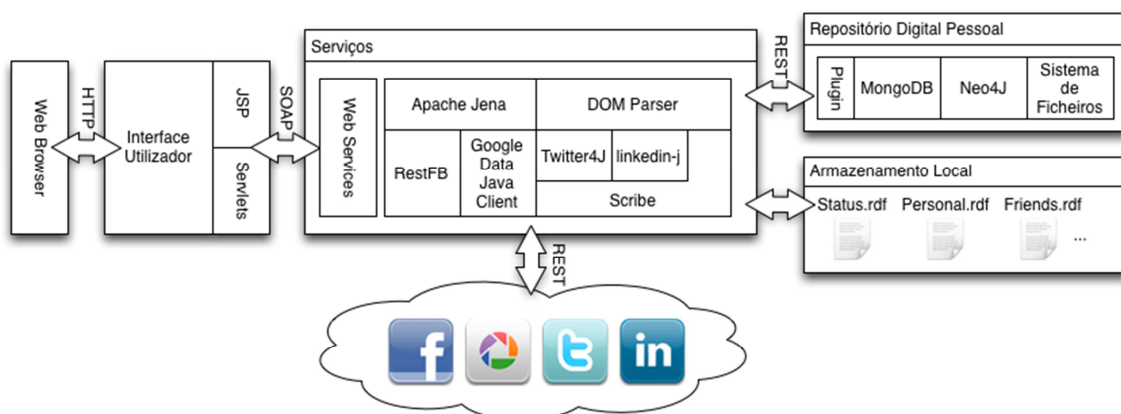 Web Browser
HTTP
Interface
Utilizador
JSP
Servlets
SOAP
Serviços
Web Services
Apache Jena
DOM Parser
RestFB
Google
Data
Java
Client
Twitter4J
linkedin-j
Scribe
REST
Repositório Digital Pessoal
Plugin
MongoDB
Neo4J
Sistema
de
Ficheiros
Armazenamento Local
Status.rdf
Personal.rdf
Friends.rdf
...
REST
f
t
in